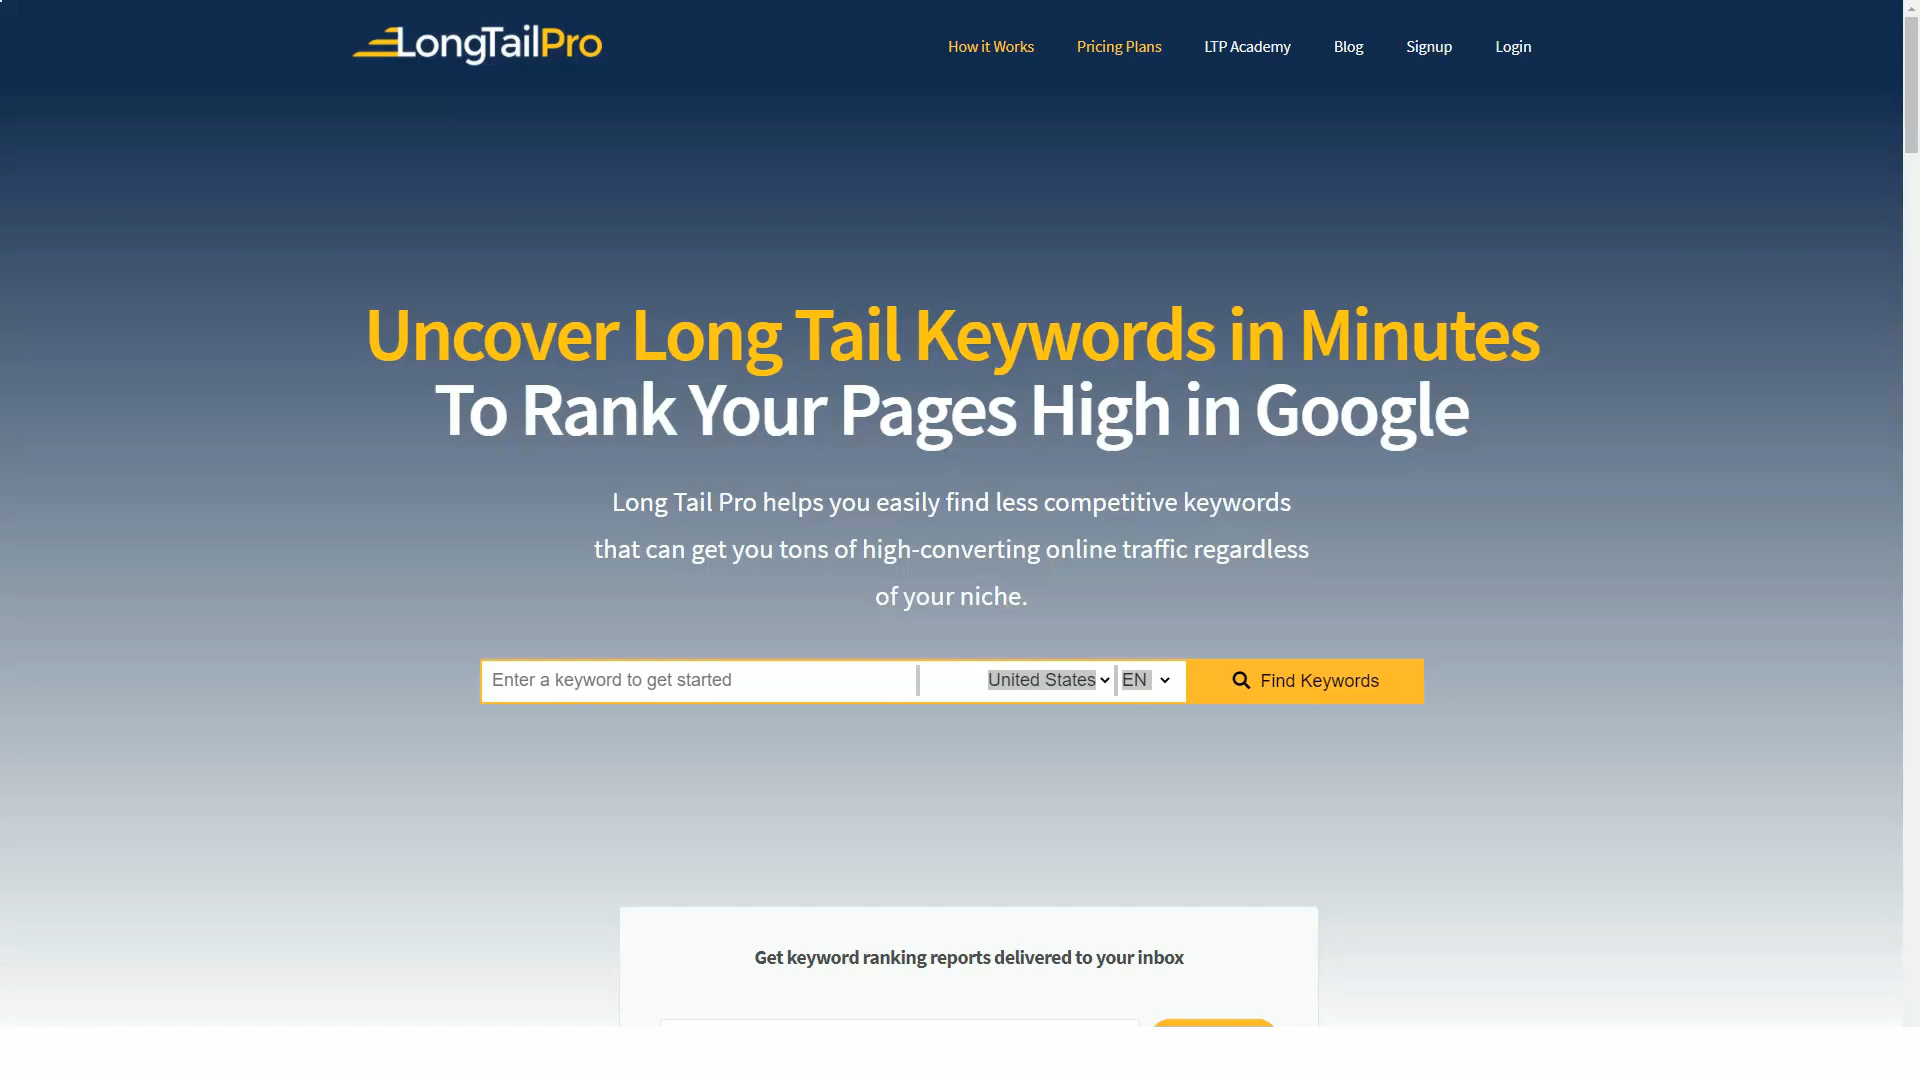 LongTailPro
How it Works
Pricing Plans
LTP Academy
Blog
Signup
Login
Uncover Long Tail Keywords in Minutes
To Rank Your Pages High in Google
Long Tail Pro helps you easily find less competitive keywords
that can get you tons of high-converting online traffic regardless
of your niche.
Enter a keyword to get started
United States
EN
Find Keywords
Get keyword ranking reports delivered to your inbox